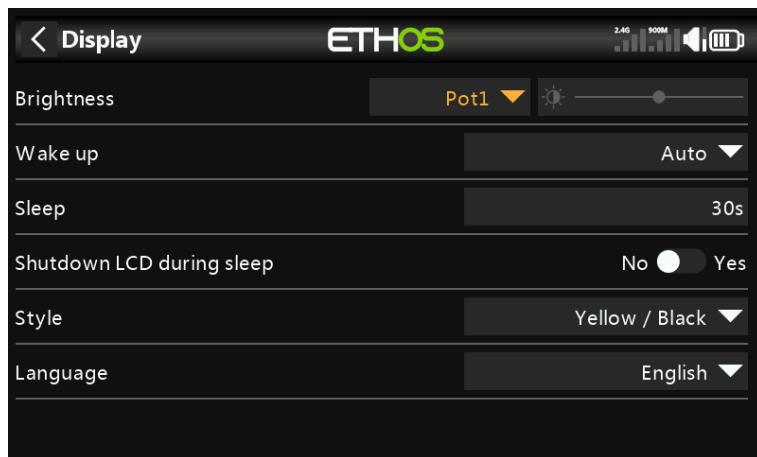 Display ETHOS 2.4G 900M
Brightness Pot1
Wake up Auto
Sleep 30s
Shutdown LCD during sleep No Yes
Style Yellow / Black
Language English